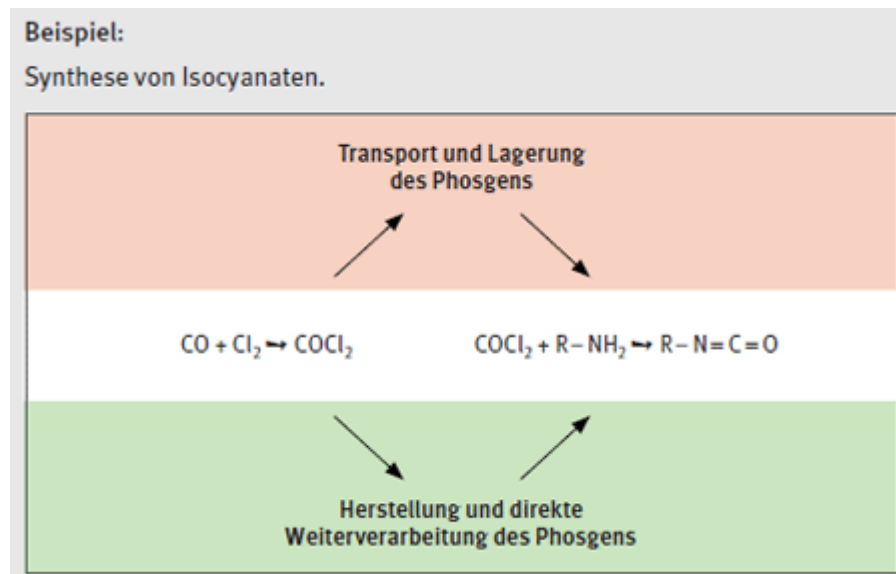 Beispiel:
Synthese von Isocyanaten.
Transport und Lagerung
des Phosgens
CO + Cl₂ → COCl₂
COCl₂ + R – NH₂ → R – N = C = O
Herstellung und direkte
Weiterverarbeitung des Phosgens